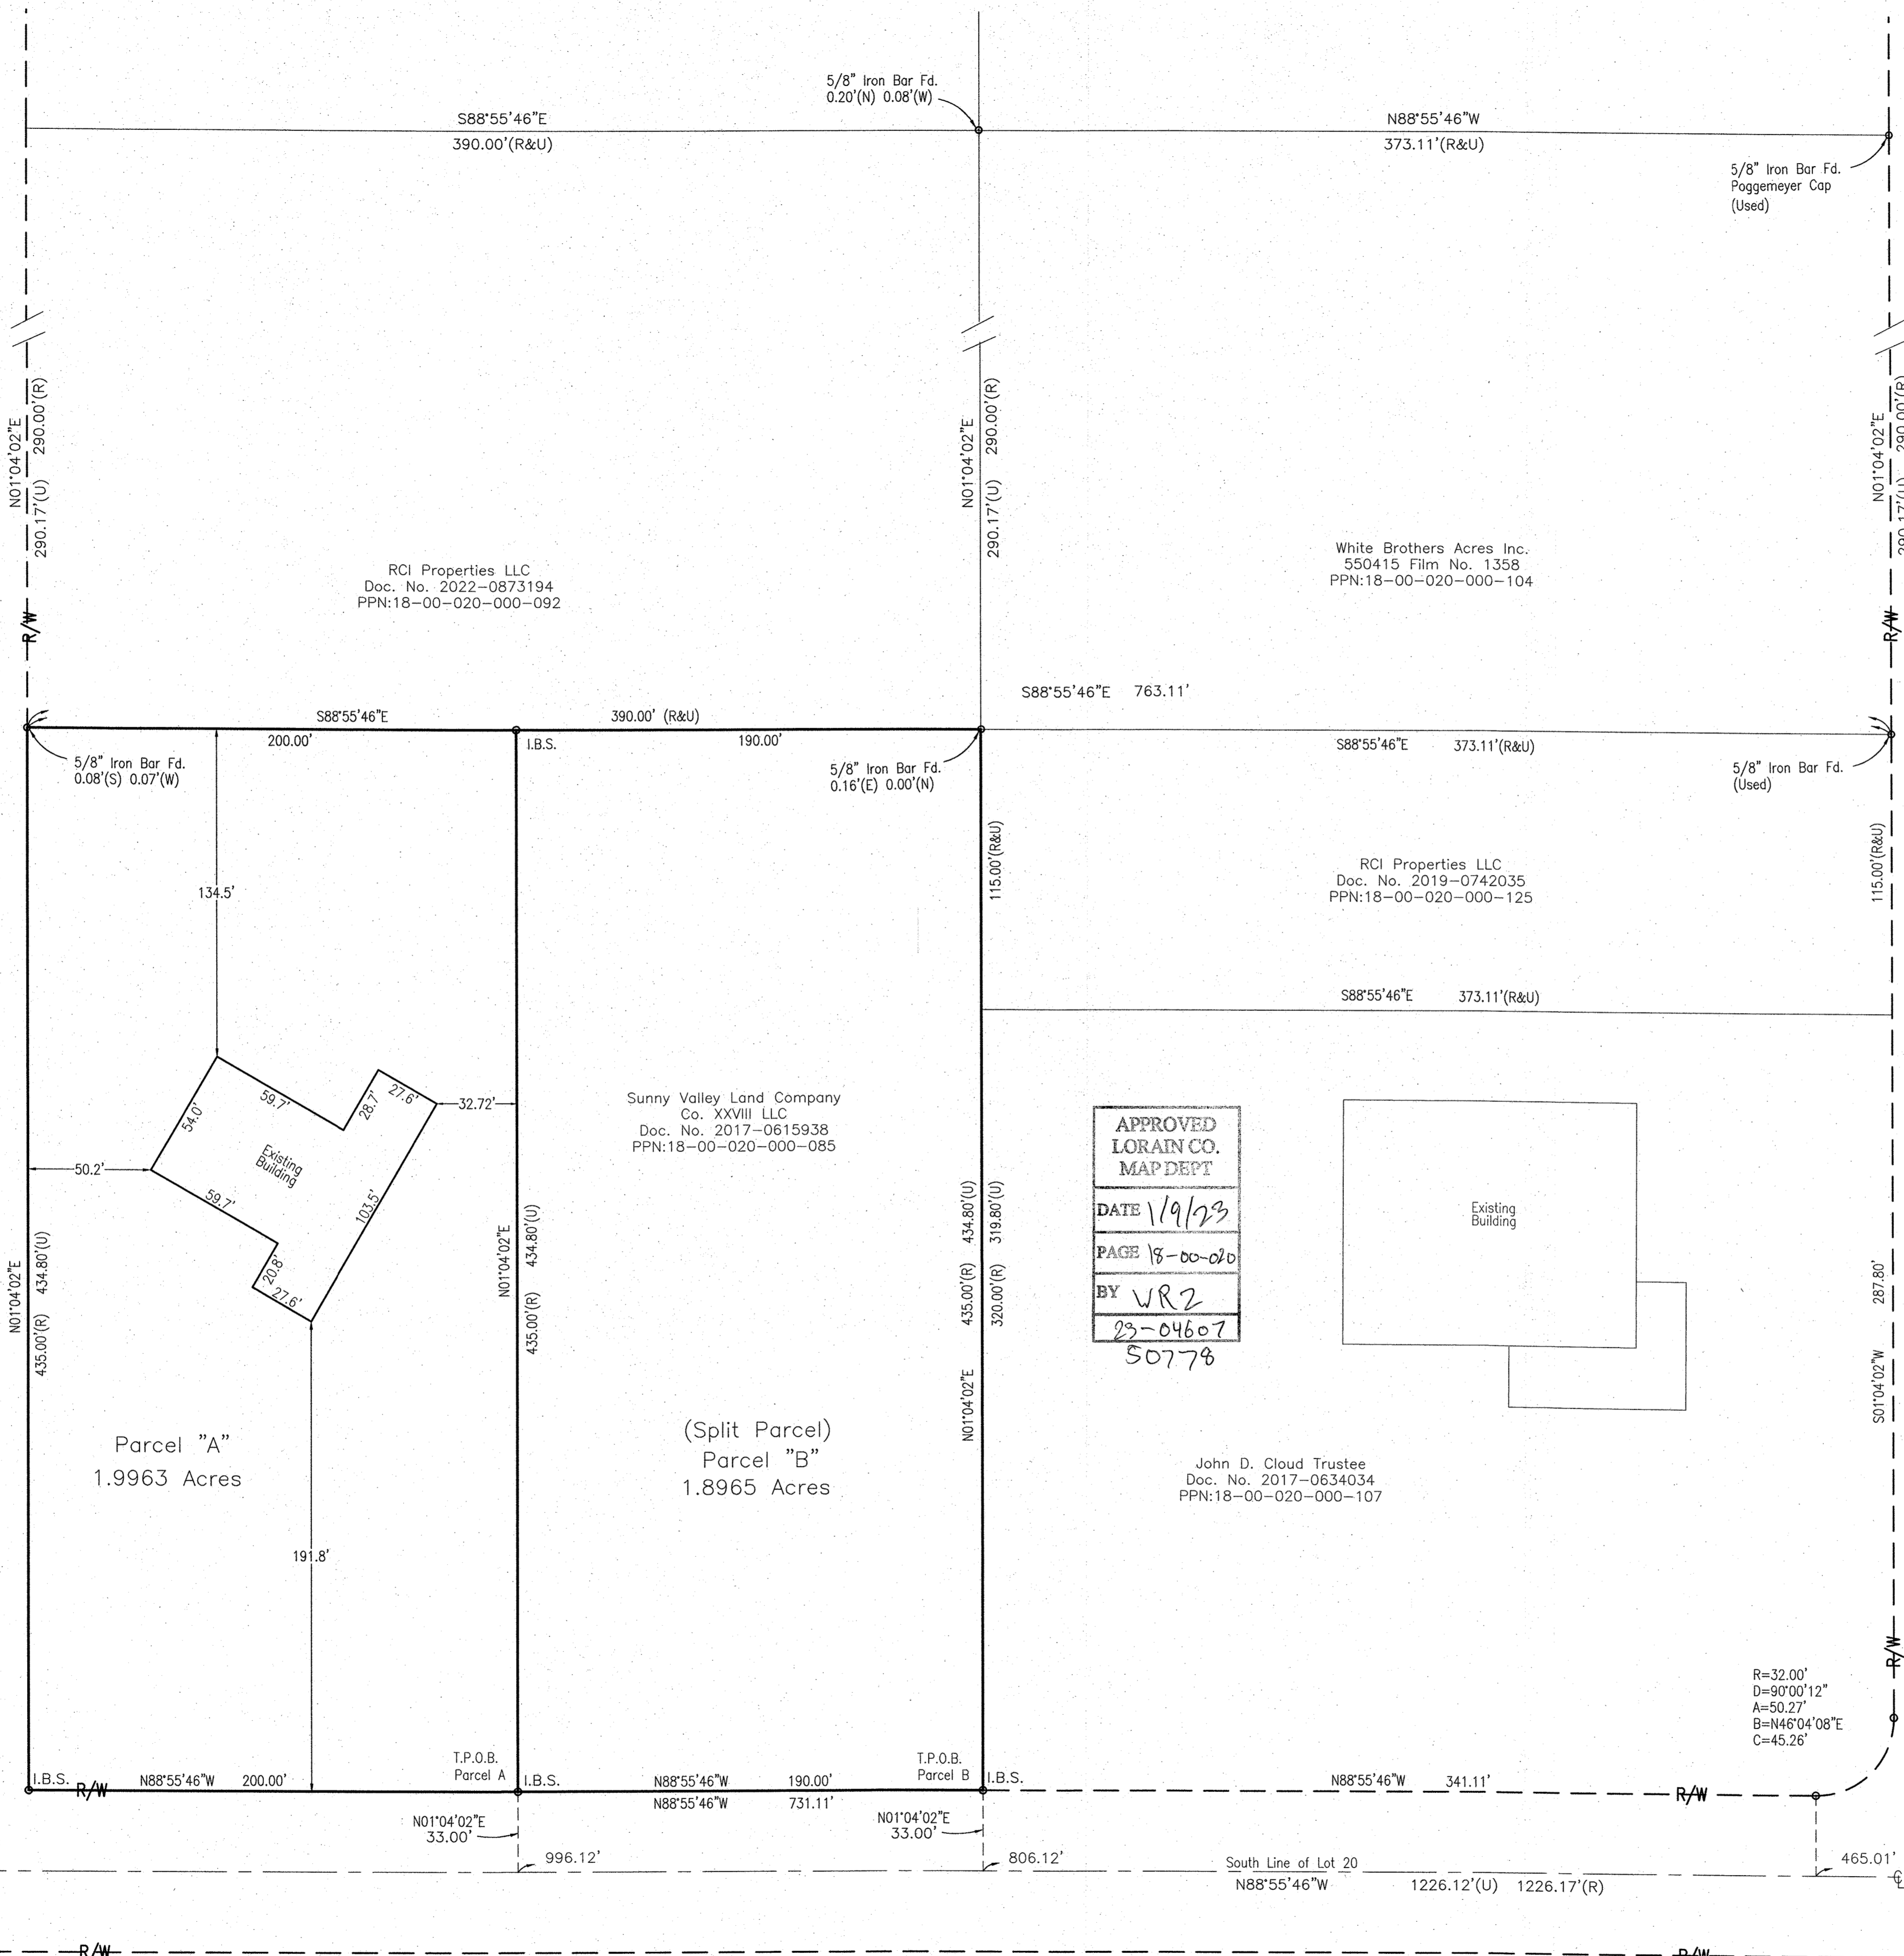 5/8" Iron Bar Fd.
0.20'(N) 0.08'(W)
S88°55'46"E
390.00'(R&U)
N88°55'46"W
373.11'(R&U)
5/8" Iron Bar Fd.
Poggemeyer Cap
(Used)
N01°04'02"E
290.17'(U) 290.00'(R)
N01°04'02"E
290.17'(U) 290.00'(R)
N01°04'02"E
290.17'(U) 290.00'(R)
R/W
R/W
RCI Properties LLC
Doc. No. 2022-0873194
PPN:18-00-020-000-092
White Brothers Acres Inc.
550415 Film No. 1358
PPN:18-00-020-000-104
S88°55'46"E 763.11'
S88°55'46"E 390.00' (R&U)
200.00' I.B.S. 190.00'
S88°55'46"E 373.11'(R&U)
5/8" Iron Bar Fd.
0.08'(S) 0.07'(W)
5/8" Iron Bar Fd.
0.16'(E) 0.00'(N)
5/8" Iron Bar Fd.
(Used)
115.00'(R&U)
115.00'(R&U)
134.5'
RCI Properties LLC
Doc. No. 2019-0742035
PPN:18-00-020-000-125
S88°55'46"E 373.11'(R&U)
54.0'
59.7'
28.7'
27.6'
32.72'
50.2'
Existing
Building
59.7'
103.5'
20.8'
27.6'
Sunny Valley Land Company
Co. XXVIII LLC
Doc. No. 2017-0615938
PPN:18-00-020-000-085
APPROVED
LORAIN CO.
MAP DEPT
DATE 1/9/23
PAGE 18-00-020
BY WRZ
23-04607
50778
Existing
Building
N01°04'02"E
435.00'(R) 434.80'(U)
N01°04'02"E
435.00'(R) 434.80'(U)
N01°04'02"E
435.00'(R) 434.80'(U)
320.00'(R) 319.80'(U)
S01°04'02"W 287.80'
Parcel "A"
1.9963 Acres
(Split Parcel)
Parcel "B"
1.8965 Acres
John D. Cloud Trustee
Doc. No. 2017-0634034
PPN:18-00-020-000-107
191.8'
R/W
R=32.00'
D=90°00'12"
A=50.27'
B=N46°04'08"E
C=45.26'
T.P.O.B.
Parcel A
T.P.O.B.
Parcel B
I.B.S. R/W N88°55'46"W 200.00' I.B.S. N88°55'46"W 190.00' I.B.S. N88°55'46"W 341.11' R/W
N88°55'46"W 731.11'
N01°04'02"E
33.00'
N01°04'02"E
33.00'
996.12'
806.12'
South Line of Lot 20
465.01'
N88°55'46"W 1226.12'(U) 1226.17'(R)
R/W
R/W